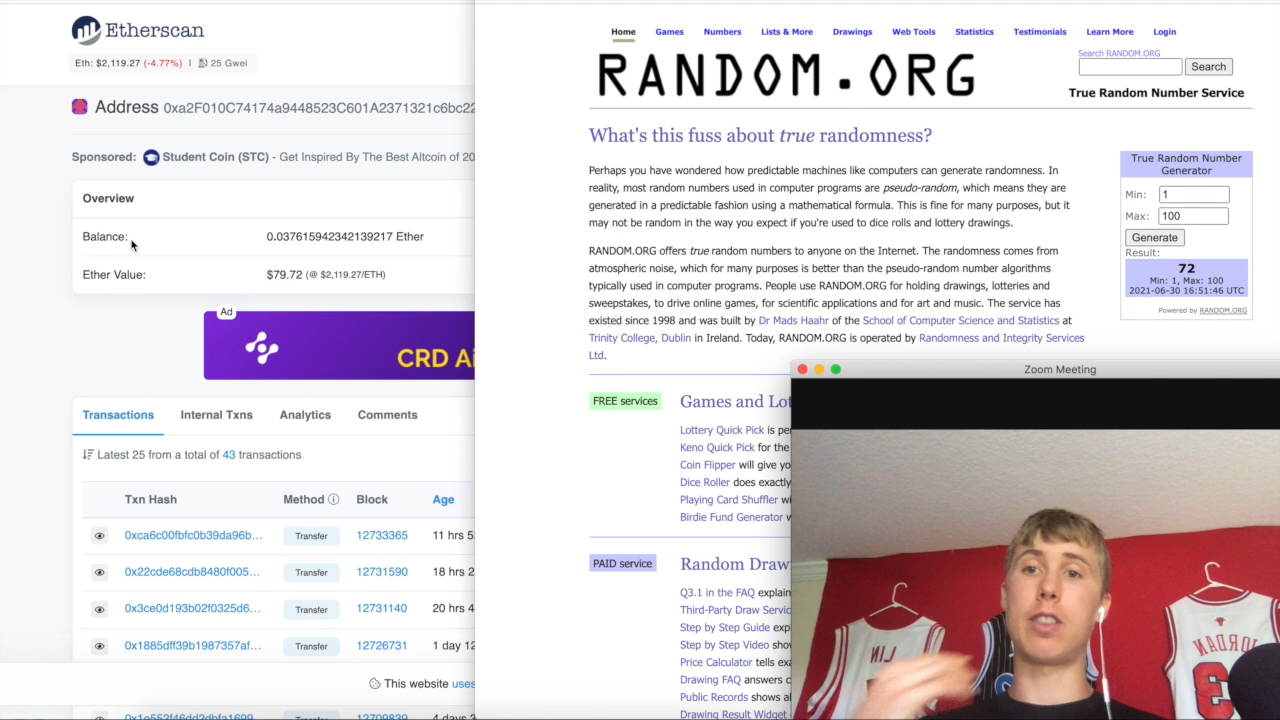 Etherscan
Eth: $2,119.27 (-4.77%) | 25 Gwei
Address 0xa2F010C74174a9448523C601A2371321c6bc22
Sponsored: Student Coin (STC) - Get Inspired By The Best Altcoin of 20
Overview
Balance: 0.037615942342139217 Ether
Ether Value: $79.72 (@ $2,119.27/ETH)
Ad
CRD Ai
Transactions Internal Txns Analytics Comments
Latest 25 from a total of 43 transactions
Txn Hash Method Block Age
0xca6c00fbfc0b39da96b... Transfer 12733365 11 hrs 5
0x22cde68cdb8480f005... Transfer 12731590 18 hrs 2
0x3ce0d193b02f0325d6... Transfer 12731140 20 hrs 4
0x1885dff39b1987357af... Transfer 12726731 1 day 12
This website uses
Home Games Numbers Lists & More Drawings Web Tools Statistics Testimonials Learn More Login
RANDOM.ORG
Search RANDOM.ORG
Search
True Random Number Service
What's this fuss about true randomness?
Perhaps you have wondered how predictable machines like computers can generate randomness. In
reality, most random numbers used in computer programs are pseudo-random, which means they are
generated in a predictable fashion using a mathematical formula. This is fine for many purposes, but it
may not be random in the way you expect if you're used to dice rolls and lottery drawings.
RANDOM.ORG offers true random numbers to anyone on the Internet. The randomness comes from
atmospheric noise, which for many purposes is better than the pseudo-random number algorithms
typically used in computer programs. People use RANDOM.ORG for holding drawings, lotteries and
sweepstakes, to drive online games, for scientific applications and for art and music. The service has
existed since 1998 and was built by Dr Mads Haahr of the School of Computer Science and Statistics at
Trinity College, Dublin in Ireland. Today, RANDOM.ORG is operated by Randomness and Integrity Services
Ltd.
True Random Number
Generator
Min: 1
Max: 100
Generate
Result:
72
Min: 1, Max: 100
2021-06-30 16:51:46 UTC
Powered by RANDOM.ORG
FREE services
Games and Lot
Lottery Quick Pick is pe
Keno Quick Pick for the
Coin Flipper will give yo
Dice Roller does exactly
Playing Card Shuffler wi
Birdie Fund Generator w
PAID service
Random Draw
Q3.1 in the FAQ explain
Third-Party Draw Servic
Step by Step Guide exp
Step by Step Video show
Price Calculator tells exa
Drawing FAQ answers c
Public Records shows al
Drawing Result Widget
Zoom Meeting
LIN
JORDAN